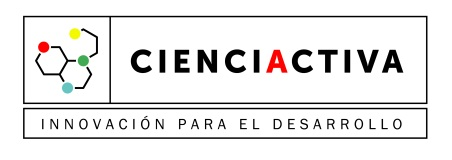 CIENCIACTIVA
INNOVACIÓN PARA EL DESARROLLO